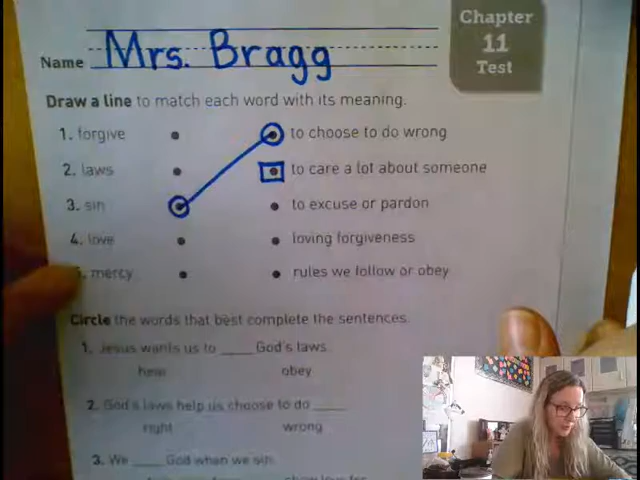 Chapter
11
Test
Name Mrs. Bragg
Draw a line to match each word with its meaning.
1. forgive to choose to do wrong
2. laws to care a lot about someone
3. sin to excuse or pardon
4. love loving forgiveness
5. mercy rules we follow or obey
Circle the words that best complete the sentences.
1. Jesus wants us to ____ God's laws.
hear obey
2. God's laws help us choose to do ____
right wrong
3. We ____ God when we sin.